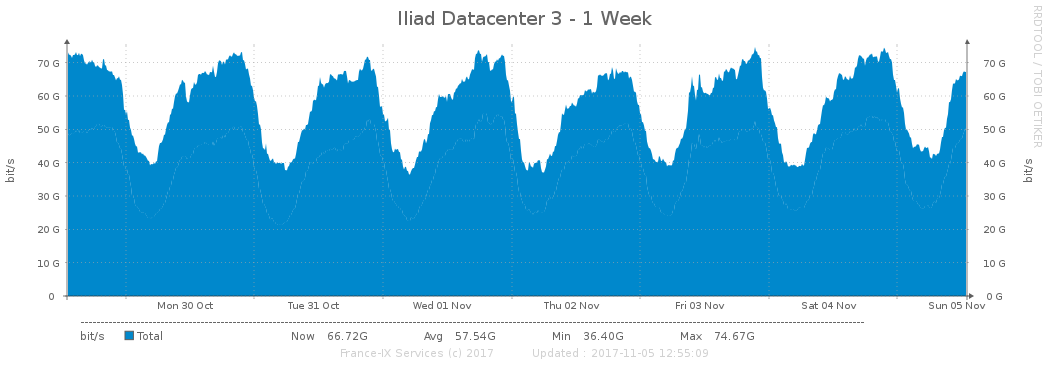 Iliad Datacenter 3 - 1 Week
RRDTOOL / TOBI OETIKER
70 G 70 G
60 G 60 G
50 G 50 G
40 G 40 G
30 G 30 G
20 G 20 G
10 G 10 G
0 0 G
bit/s bit/s
Mon 30 Oct Tue 31 Oct Wed 01 Nov Thu 02 Nov Fri 03 Nov Sat 04 Nov Sun 05 Nov
bit/s Total Now 66.72G Avg 57.54G Min 36.40G Max 74.67G
France-IX Services (c) 2017 Updated : 2017-11-05 12:55:09